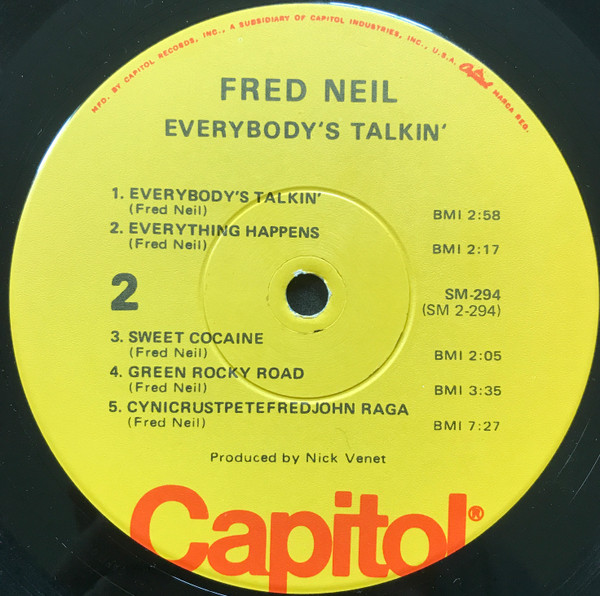 MFD. BY CAPITOL RECORDS, INC., A SUBSIDIARY OF CAPITOL INDUSTRIES, INC., U.S.A. Capitol MARCA REG.
FRED NEIL
EVERYBODY'S TALKIN'
1. EVERYBODY'S TALKIN'
(Fred Neil) BMI 2:58
2. EVERYTHING HAPPENS
(Fred Neil) BMI 2:17
2
SM-294
(SM 2-294)
3. SWEET COCAINE
(Fred Neil) BMI 2:05
4. GREEN ROCKY ROAD
(Fred Neil) BMI 3:35
5. CYNICRUSTPETEFREDJOHN RAGA
(Fred Neil) BMI 7:27
Produced by Nick Venet
Capitol®